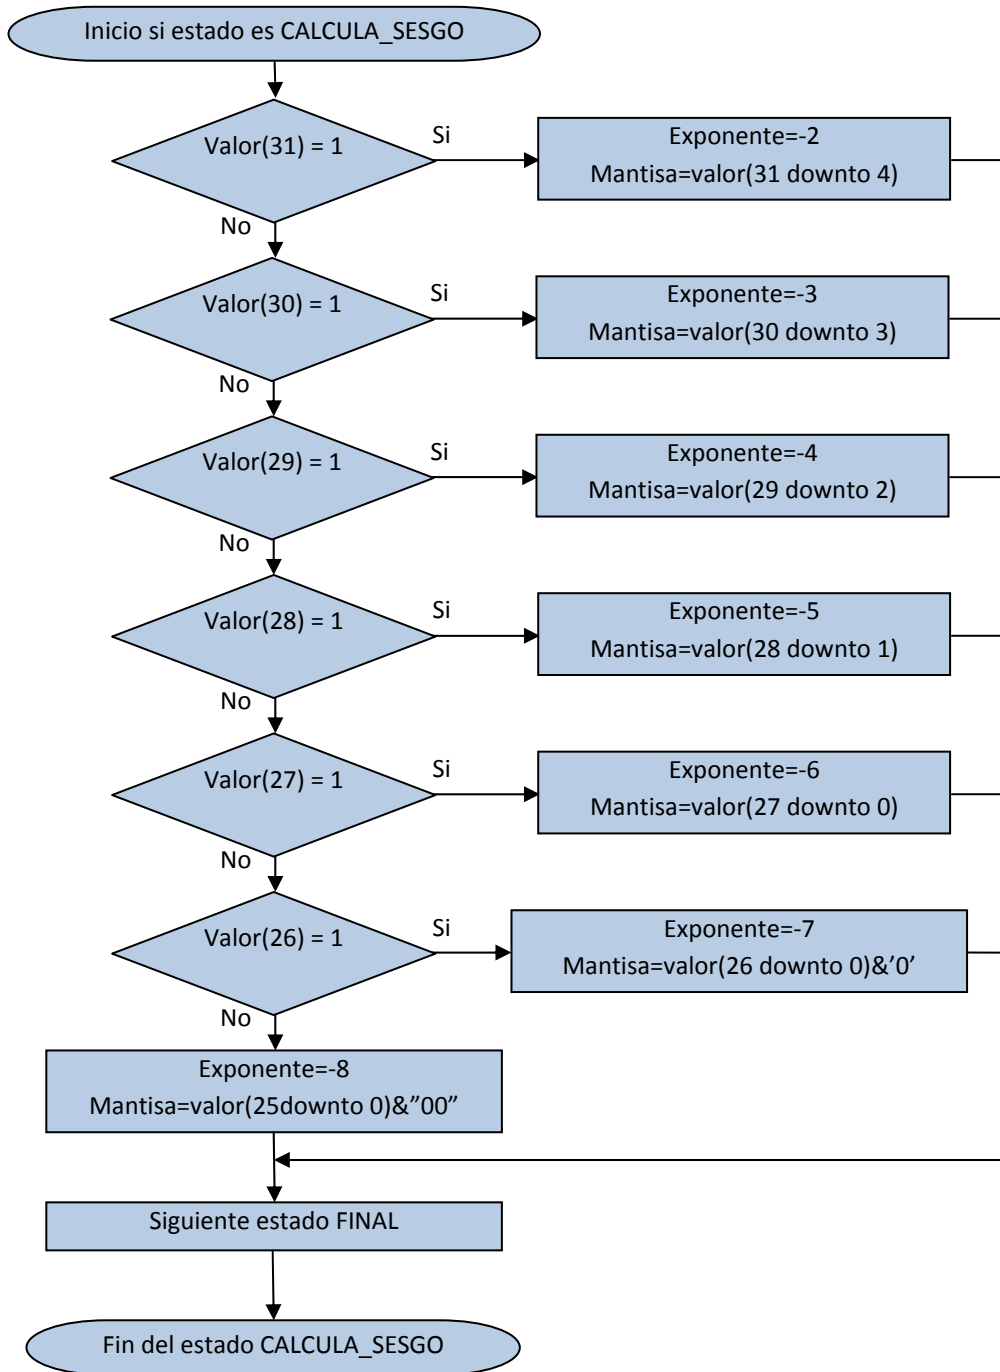 Inicio si estado es CALCULA_SESGO
Valor(31) = 1
Si
Exponente=-2
Mantisa=valor(31 downto 4)
No
Valor(30) = 1
Si
Exponente=-3
Mantisa=valor(30 downto 3)
No
Valor(29) = 1
Si
Exponente=-4
Mantisa=valor(29 downto 2)
No
Valor(28) = 1
Si
Exponente=-5
Mantisa=valor(28 downto 1)
No
Valor(27) = 1
Si
Exponente=-6
Mantisa=valor(27 downto 0)
No
Valor(26) = 1
Si
Exponente=-7
Mantisa=valor(26 downto 0)&’0’
No
Exponente=-8
Mantisa=valor(25downto 0)&”00”
Siguiente estado FINAL
Fin del estado CALCULA_SESGO